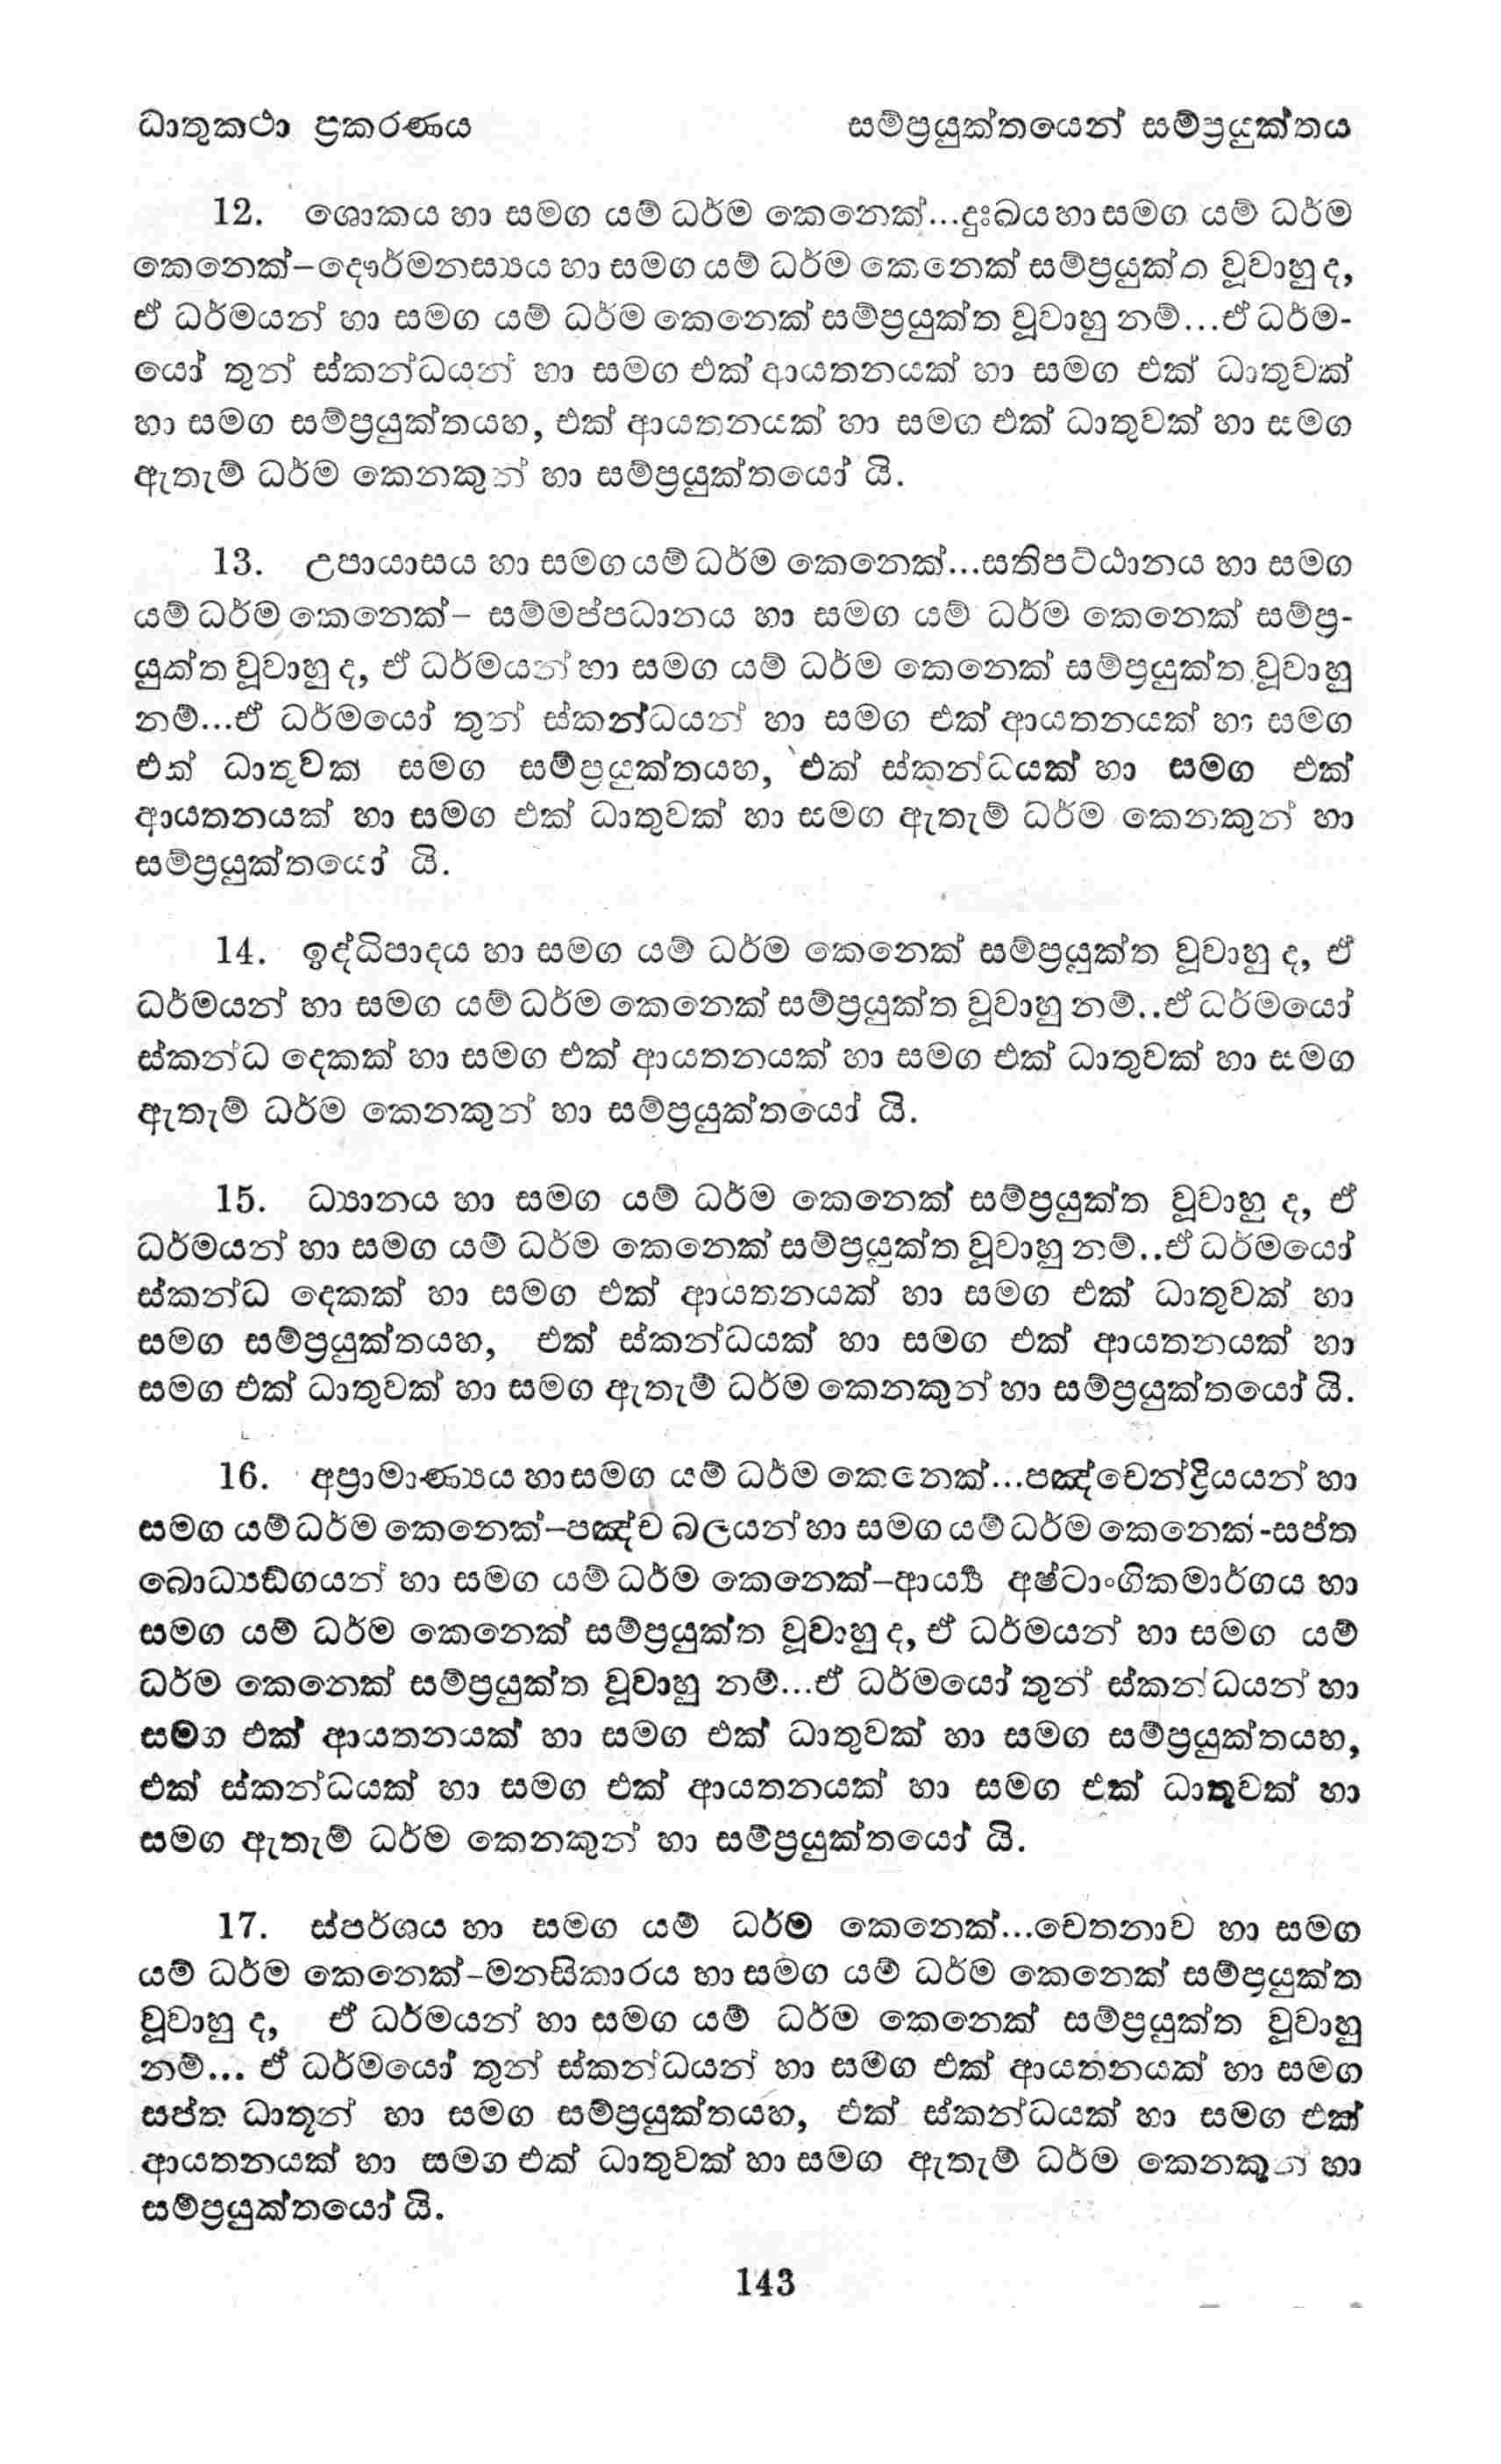 ධාතුකථා ප්‍රකරණය සම්ප්‍රයුක්තයෙන් සම්ප්‍රයුක්තය
12. ශොකය හා සමග යම් ධර්ම කෙනෙක්...දුඃඛය හා සමග යම් ධර්ම
කෙනෙක්–දෞර්මනස්‍යය හා සමග යම් ධර්ම කෙනෙක් සම්ප්‍රයුක්ත වූවාහු ද,
ඒ ධර්මයන් හා සමග යම් ධර්ම කෙනෙක් සම්ප්‍රයුක්ත වූවාහු නම්...ඒ ධර්ම-
යෝ තුන් ස්කන්ධයන් හා සමග එක් ආයතනයක් හා සමග එක් ධාතුවක්
හා සමග සම්ප්‍රයුක්තයහ, එක් ආයතනයක් හා සමග එක් ධාතුවක් හා සමග
ඇතැම් ධර්ම කෙනකුන් හා සම්ප්‍රයුක්තයෝ යි.
13. උපායාසය හා සමග යම් ධර්ම කෙනෙක්...සතිපට්ඨානය හා සමග
යම් ධර්ම කෙනෙක්– සම්මප්පධානය හා සමග යම් ධර්ම කෙනෙක් සම්ප්‍ර-
යුක්ත වූවාහු ද, ඒ ධර්මයන් හා සමග යම් ධර්ම කෙනෙක් සම්ප්‍රයුක්ත වූවාහු
නම්...ඒ ධර්මයෝ තුන් ස්කන්ධයන් හා සමග එක් ආයතනයක් හා සමග
එක් ධාතුවක් සමග සම්ප්‍රයුක්තයහ, එක් ස්කන්ධයක් හා සමග එක්
ආයතනයක් හා සමග එක් ධාතුවක් හා සමග ඇතැම් ධර්ම කෙනකුන් හා
සම්ප්‍රයුක්තයෝ යි.
14. ඉද්ධිපාදය හා සමග යම් ධර්ම කෙනෙක් සම්ප්‍රයුක්ත වූවාහු ද, ඒ
ධර්මයන් හා සමග යම් ධර්ම කෙනෙක් සම්ප්‍රයුක්ත වූවාහු නම්..ඒ ධර්මයෝ
ස්කන්ධ දෙකක් හා සමග එක් ආයතනයක් හා සමග එක් ධාතුවක් හා සමග
ඇතැම් ධර්ම කෙනකුන් හා සම්ප්‍රයුක්තයෝ යි.
15. ධ්‍යානය හා සමග යම් ධර්ම කෙනෙක් සම්ප්‍රයුක්ත වූවාහු ද, ඒ
ධර්මයන් හා සමග යම් ධර්ම කෙනෙක් සම්ප්‍රයුක්ත වූවාහු නම්..ඒ ධර්මයෝ
ස්කන්ධ දෙකක් හා සමග එක් ආයතනයක් හා සමග එක් ධාතුවක් හා
සමග සම්ප්‍රයුක්තයහ, එක් ස්කන්ධයක් හා සමග එක් ආයතනයක් හා
සමග එක් ධාතුවක් හා සමග ඇතැම් ධර්ම කෙනකුන් හා සම්ප්‍රයුක්තයෝ යි.
16. අප්‍රාමාණ්‍යය හා සමග යම් ධර්ම කෙනෙක්...පඤ්චෙන්ද්‍රියයන් හා
සමග යම් ධර්ම කෙනෙක්–පඤ්ච බලයන් හා සමග යම් ධර්ම කෙනෙක්-සප්ත
බොධ්‍යඞ්ගයන් හා සමග යම් ධර්ම කෙනෙක්–ආර්‍ය්‍ය අෂ්ටාංගිකමාර්ගය හා
සමග යම් ධර්ම කෙනෙක් සම්ප්‍රයුක්ත වූවාහු ද, ඒ ධර්මයන් හා සමග යම්
ධර්ම කෙනෙක් සම්ප්‍රයුක්ත වූවාහු නම්...ඒ ධර්මයෝ තුන් ස්කන්ධයන් හා
සමග එක් ආයතනයක් හා සමග එක් ධාතුවක් හා සමග සම්ප්‍රයුක්තයහ,
එක් ස්කන්ධයක් හා සමග එක් ආයතනයක් හා සමග එක් ධාතුවක් හා
සමග ඇතැම් ධර්ම කෙනකුන් හා සම්ප්‍රයුක්තයෝ යි.
17. ස්පර්ශය හා සමග යම් ධර්ම කෙනෙක්...චෙතනාව හා සමග
යම් ධර්ම කෙනෙක්–මනසිකාරය හා සමග යම් ධර්ම කෙනෙක් සම්ප්‍රයුක්ත
වූවාහු ද, ඒ ධර්මයන් හා සමග යම් ධර්ම කෙනෙක් සම්ප්‍රයුක්ත වූවාහු
නම්... ඒ ධර්මයෝ තුන් ස්කන්ධයන් හා සමග එක් ආයතනයක් හා සමග
සප්ත ධාතූන් හා සමග සම්ප්‍රයුක්තයහ, එක් ස්කන්ධයක් හා සමග එක්
ආයතනයක් හා සමග එක් ධාතුවක් හා සමග ඇතැම් ධර්ම කෙනකුන් හා
සම්ප්‍රයුක්තයෝ යි.
143